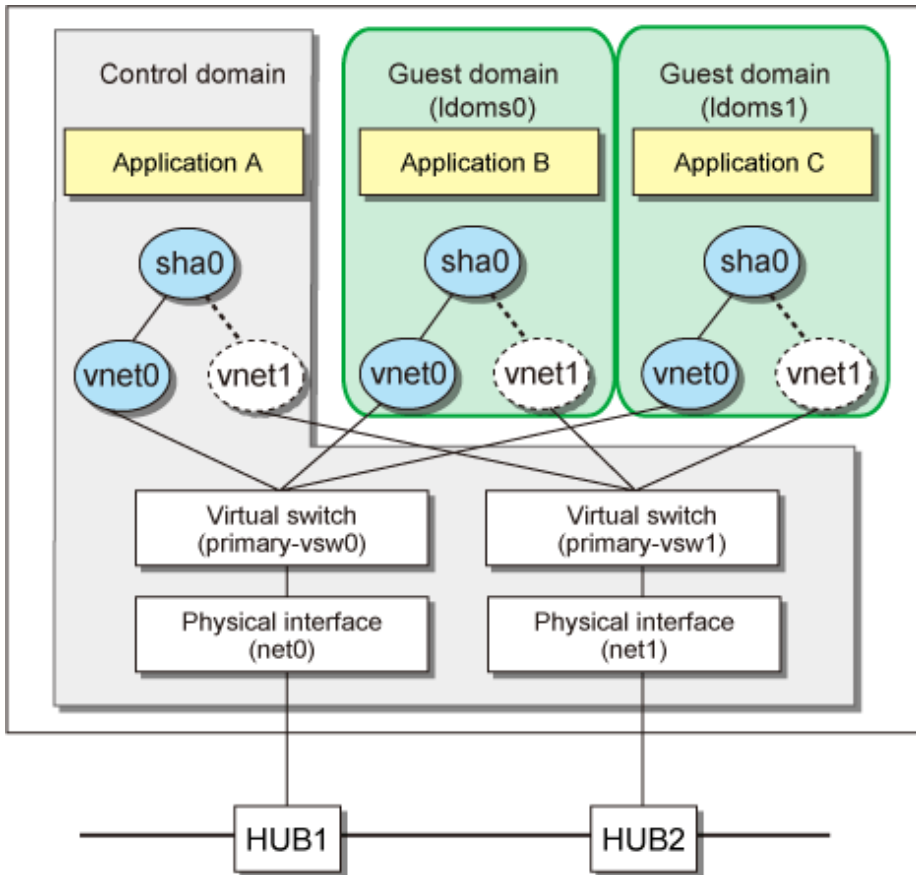 Control domain
Guest domain
(ldoms0)
Guest domain
(ldoms1)
Application A
Application B
Application C
sha0
sha0
sha0
vnet0
vnet1
vnet0
vnet1
vnet0
vnet1
Virtual switch
(primary-vsw0)
Virtual switch
(primary-vsw1)
Physical interface
(net0)
Physical interface
(net1)
HUB1
HUB2